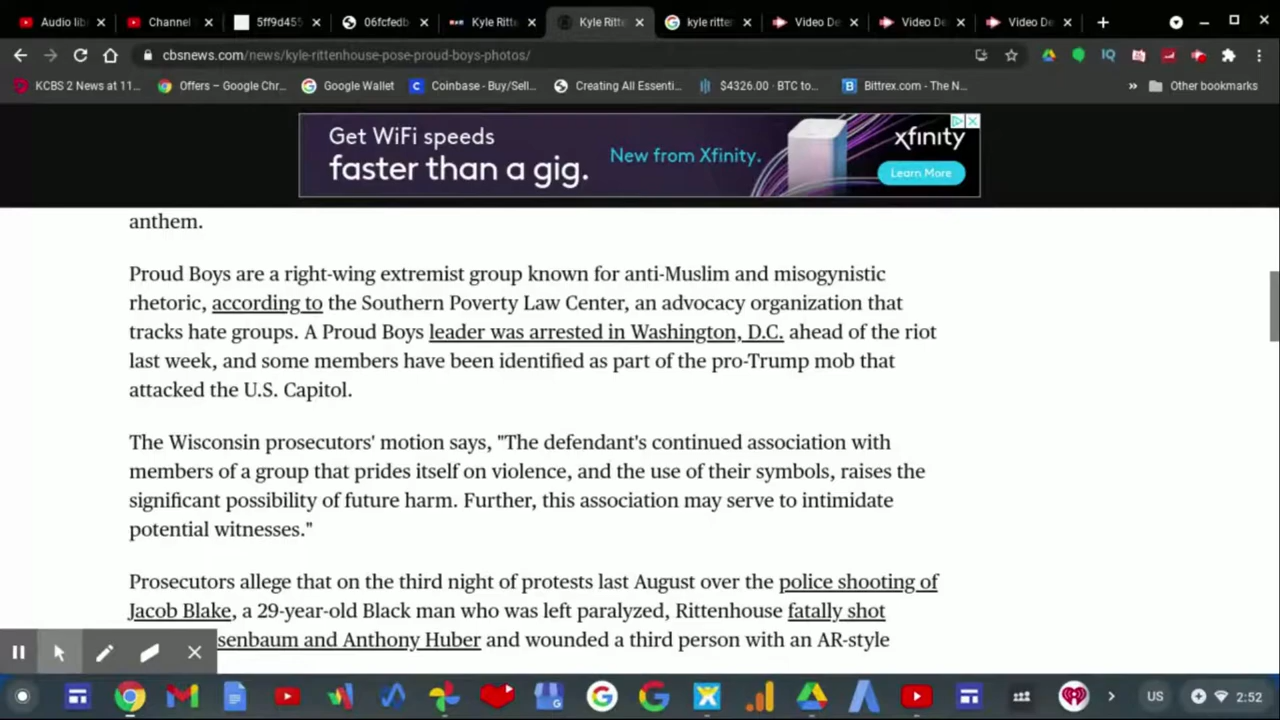 Audio lib
Channel
5ff9d455
06fcfedb
Kyle Ritte
Kyle Ritte
kyle ritte
Video De
Video De
Video De
cbsnews.com/news/kyle-rittenhouse-pose-proud-boys-photos/
KCBS 2 News at 11...
Offers – Google Chr...
Google Wallet
Coinbase - Buy/Sell...
Creating All Essenti...
$4326.00 · BTC to...
Bittrex.com - The N...
»
Other bookmarks
Get WiFi speeds
faster than a gig.
New from Xfinity.
xfinity
Learn More
anthem.
Proud Boys are a right-wing extremist group known for anti-Muslim and misogynistic
rhetoric, according to the Southern Poverty Law Center, an advocacy organization that
tracks hate groups. A Proud Boys leader was arrested in Washington, D.C. ahead of the riot
last week, and some members have been identified as part of the pro-Trump mob that
attacked the U.S. Capitol.
The Wisconsin prosecutors' motion says, "The defendant's continued association with
members of a group that prides itself on violence, and the use of their symbols, raises the
significant possibility of future harm. Further, this association may serve to intimidate
potential witnesses."
Prosecutors allege that on the third night of protests last August over the police shooting of
Jacob Blake, a 29-year-old Black man who was left paralyzed, Rittenhouse fatally shot
senbaum and Anthony Huber and wounded a third person with an AR-style
US
2:52